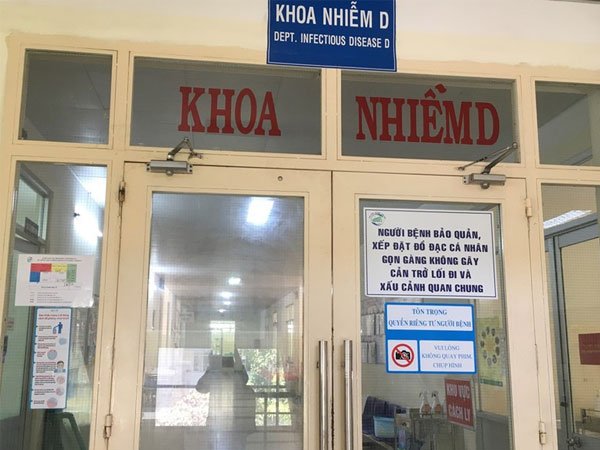 KHOA NHIỄM D
DEPT. INFECTIOUS DISEASE D
KHOA NHIỀM D
NGƯỜI BỆNH BẢO QUẢN,
XẾP ĐẶT ĐỒ ĐẠC CÁ NHÂN
GỌN GÀNG KHÔNG GÂY
CẢN TRỞ LỐI ĐI VÀ
XẤU CẢNH QUAN CHUNG
TÔN TRỌNG
QUYỀN RIÊNG TƯ NGƯỜI BỆNH
VUI LÒNG
KHÔNG QUAY PHIM
CHỤP HÌNH
KHU VỰC
CÁCH LY